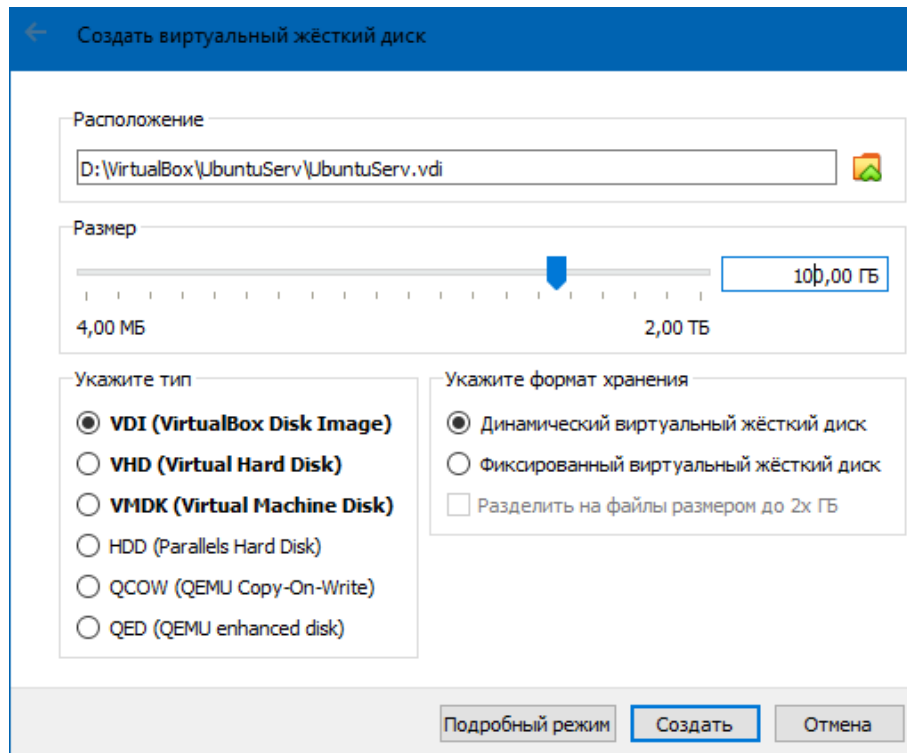 Создать виртуальный жёсткий диск
Расположение
D:\VirtualBox\UbuntuServ\UbuntuServ.vdi
Размер
100,00 ГБ
4,00 МБ 2,00 ТБ
Укажите тип
VDI (VirtualBox Disk Image)
VHD (Virtual Hard Disk)
VMDK (Virtual Machine Disk)
HDD (Parallels Hard Disk)
QCOW (QEMU Copy-On-Write)
QED (QEMU enhanced disk)
Укажите формат хранения
Динамический виртуальный жёсткий диск
Фиксированный виртуальный жёсткий диск
Разделить на файлы размером до 2х ГБ
Подробный режим Создать Отмена